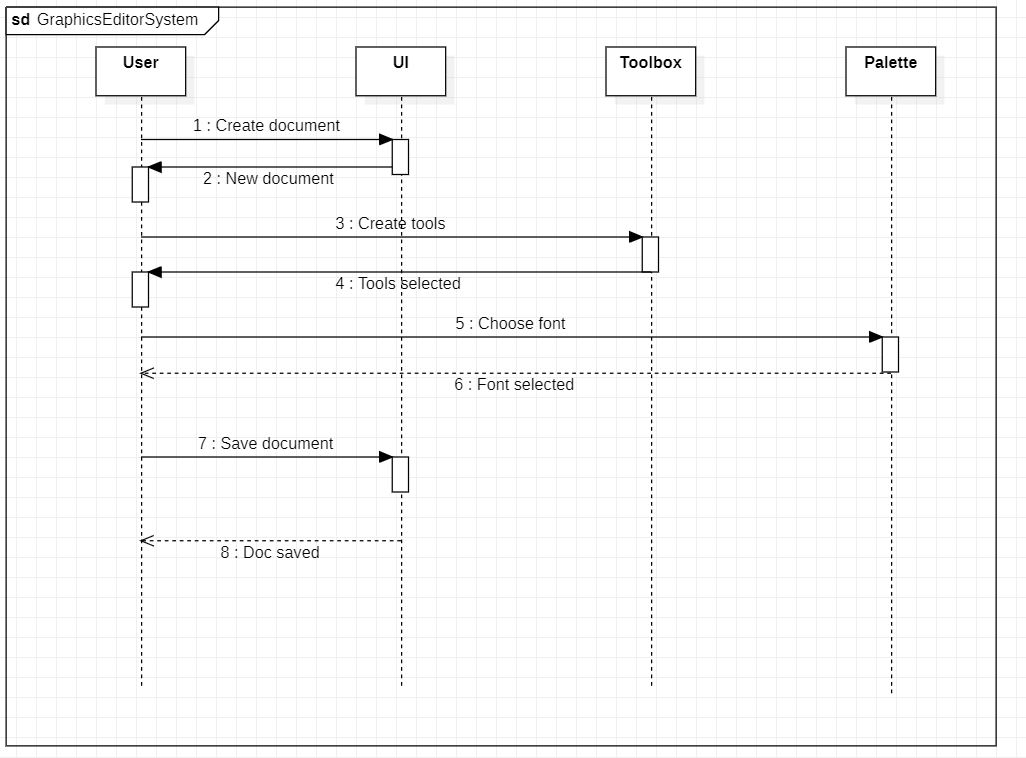 sd GraphicsEditorSystem
User
UI
Toolbox
Palette
1 : Create document
2 : New document
3 : Create tools
4 : Tools selected
5 : Choose font
6 : Font selected
7 : Save document
8 : Doc saved